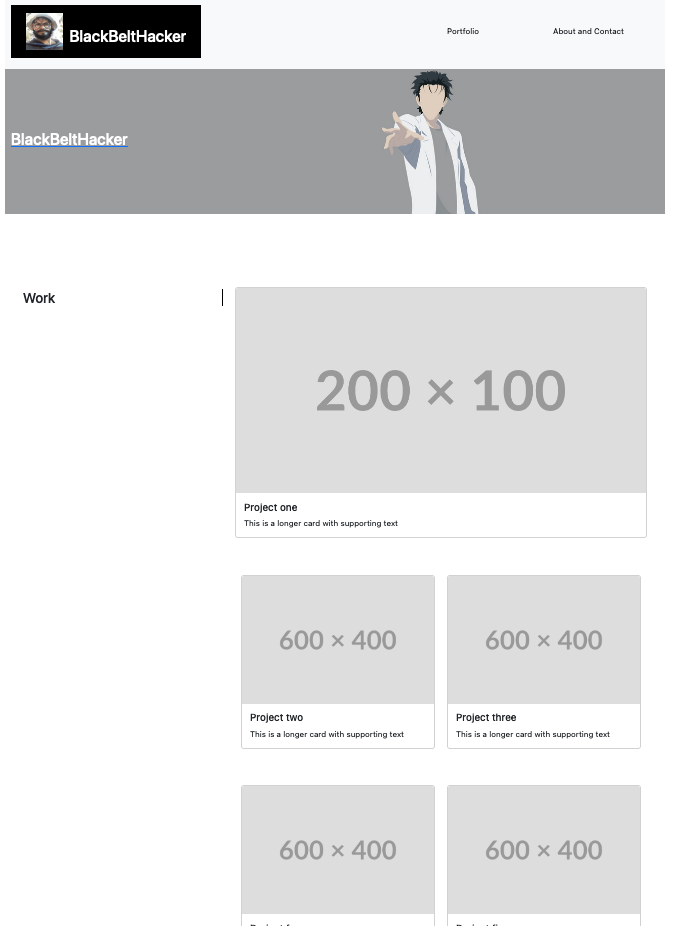 BlackBeltHacker
Portfolio
About and Contact
BlackBeltHacker
Work
200 × 100
Project one
This is a longer card with supporting text
600 × 400
600 × 400
Project two
Project three
This is a longer card with supporting text
This is a longer card with supporting text
600 × 400
600 × 400